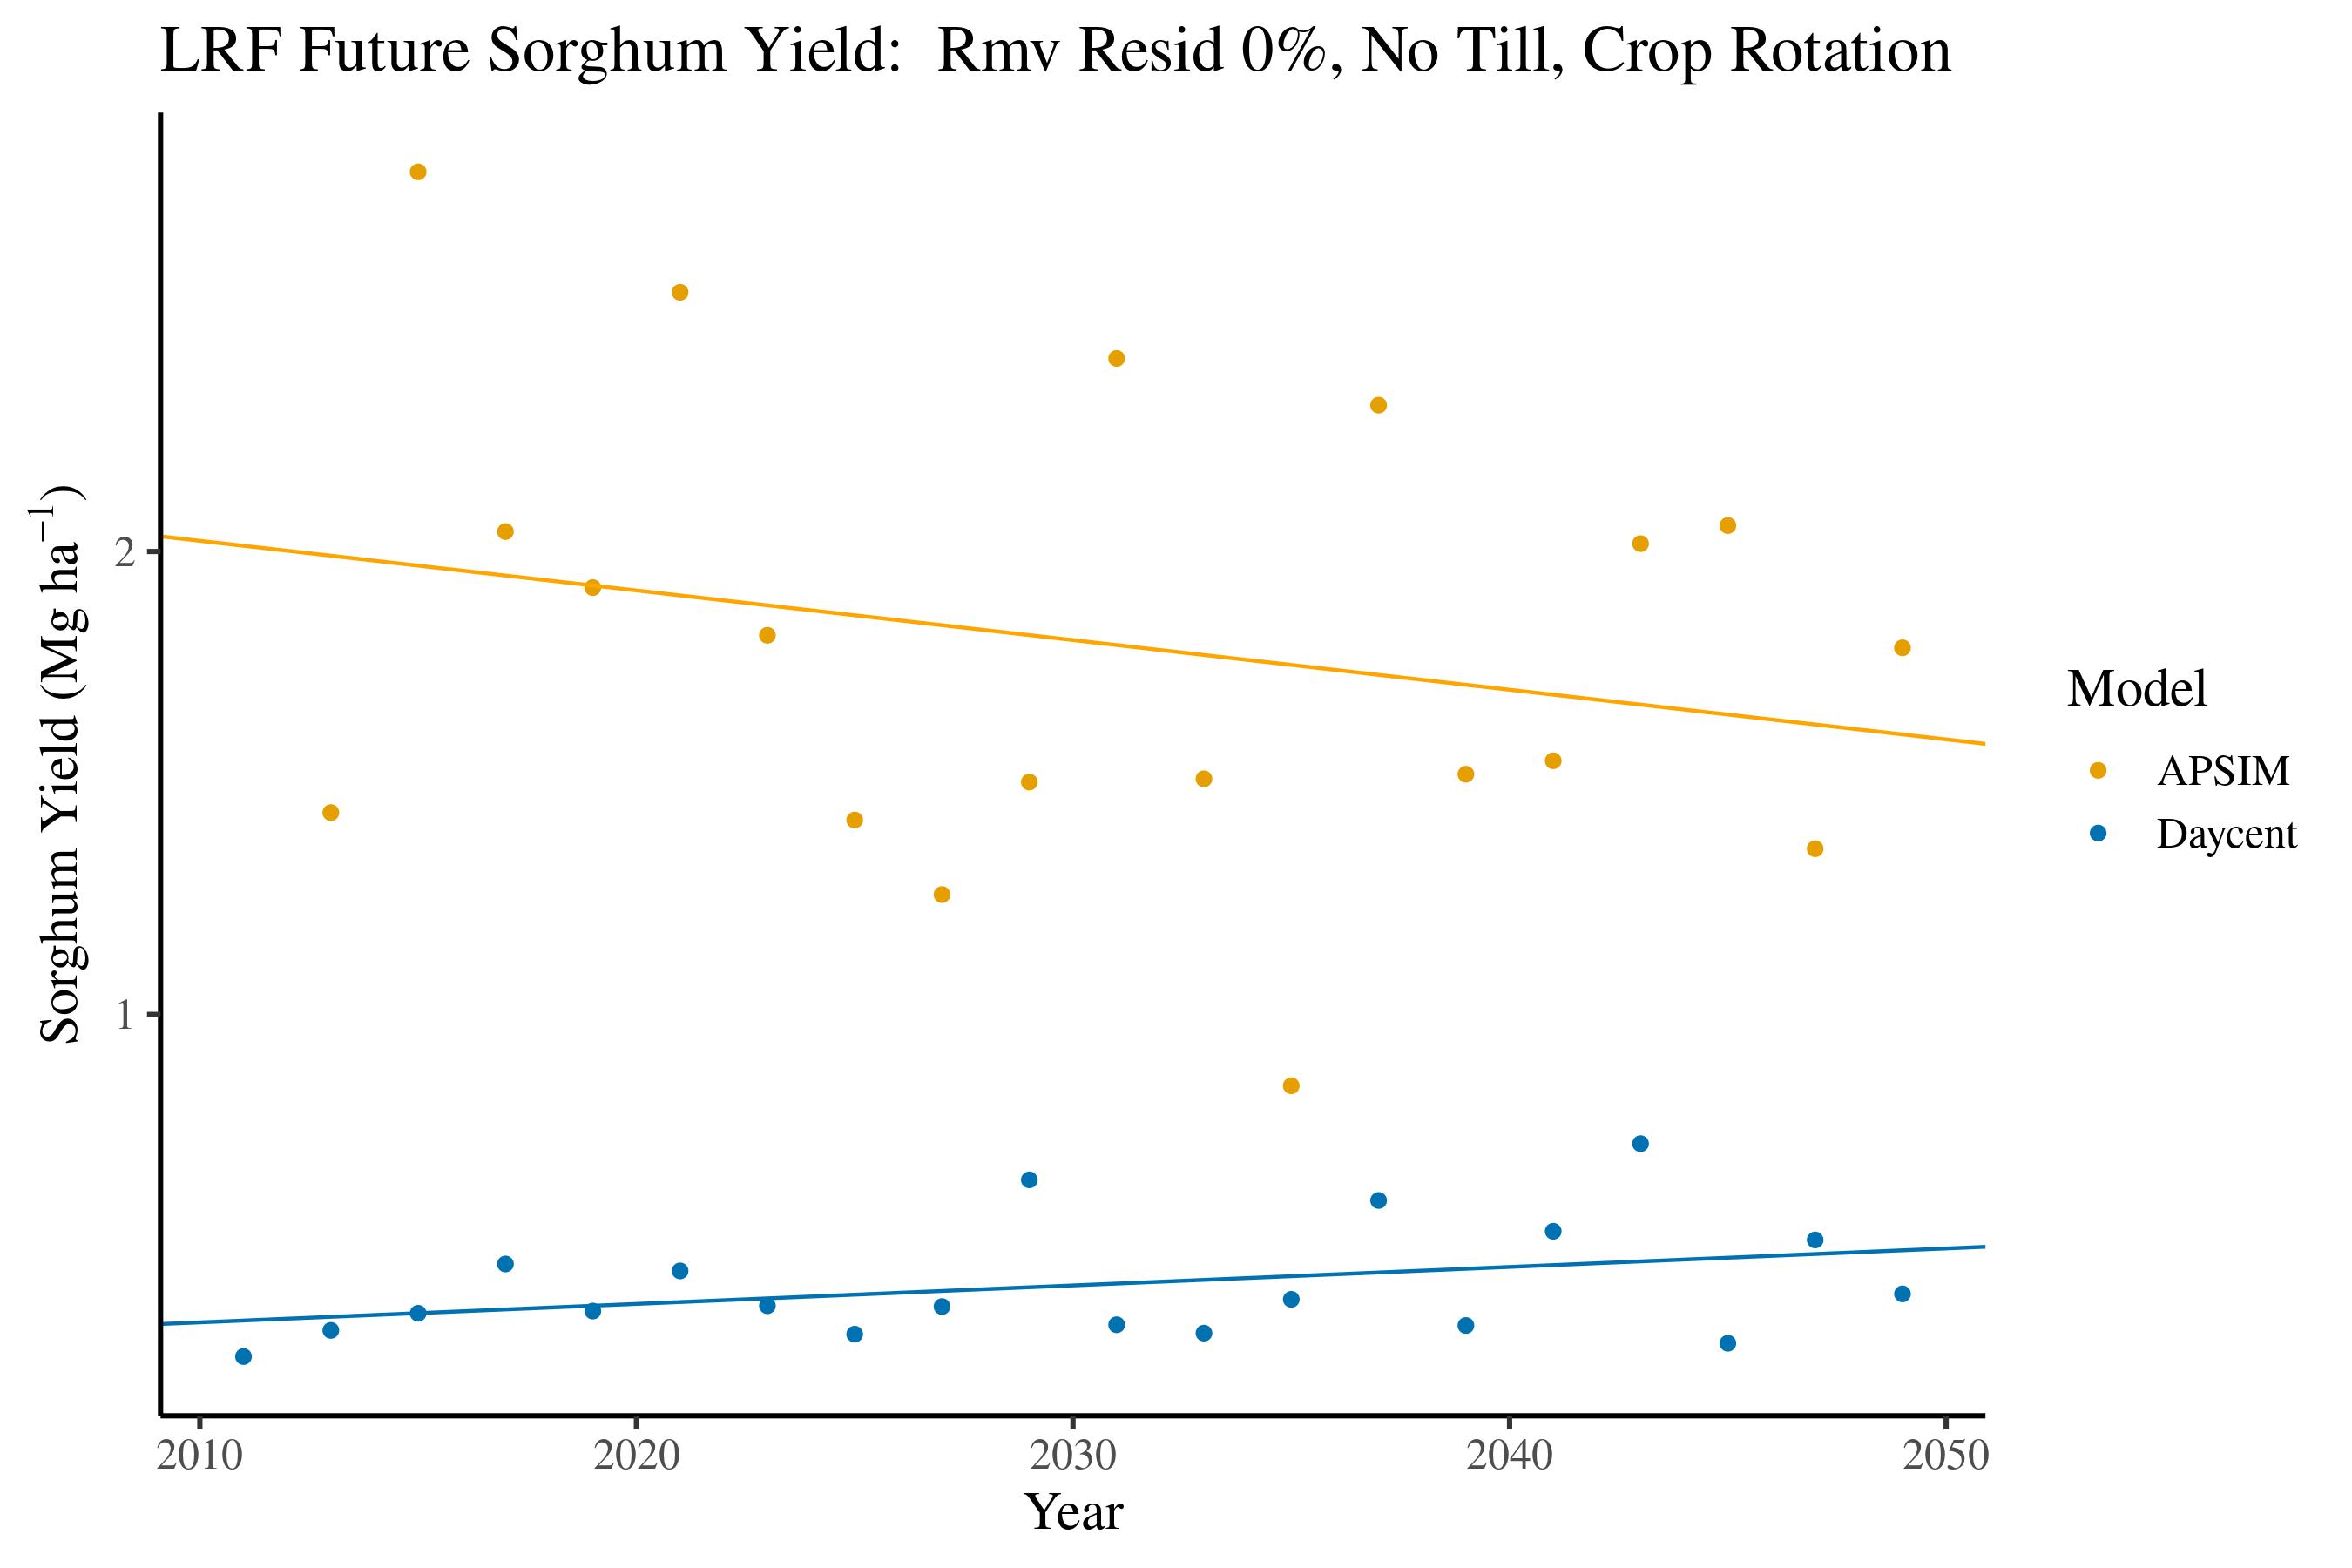 LRF Future Sorghum Yield:  Rmv Resid 0%, No Till, Crop Rotation
Sorghum Yield (Mg ha⁻¹)
2
1
2010
2020
2030
2040
2050
Year
Model
APSIM
Daycent